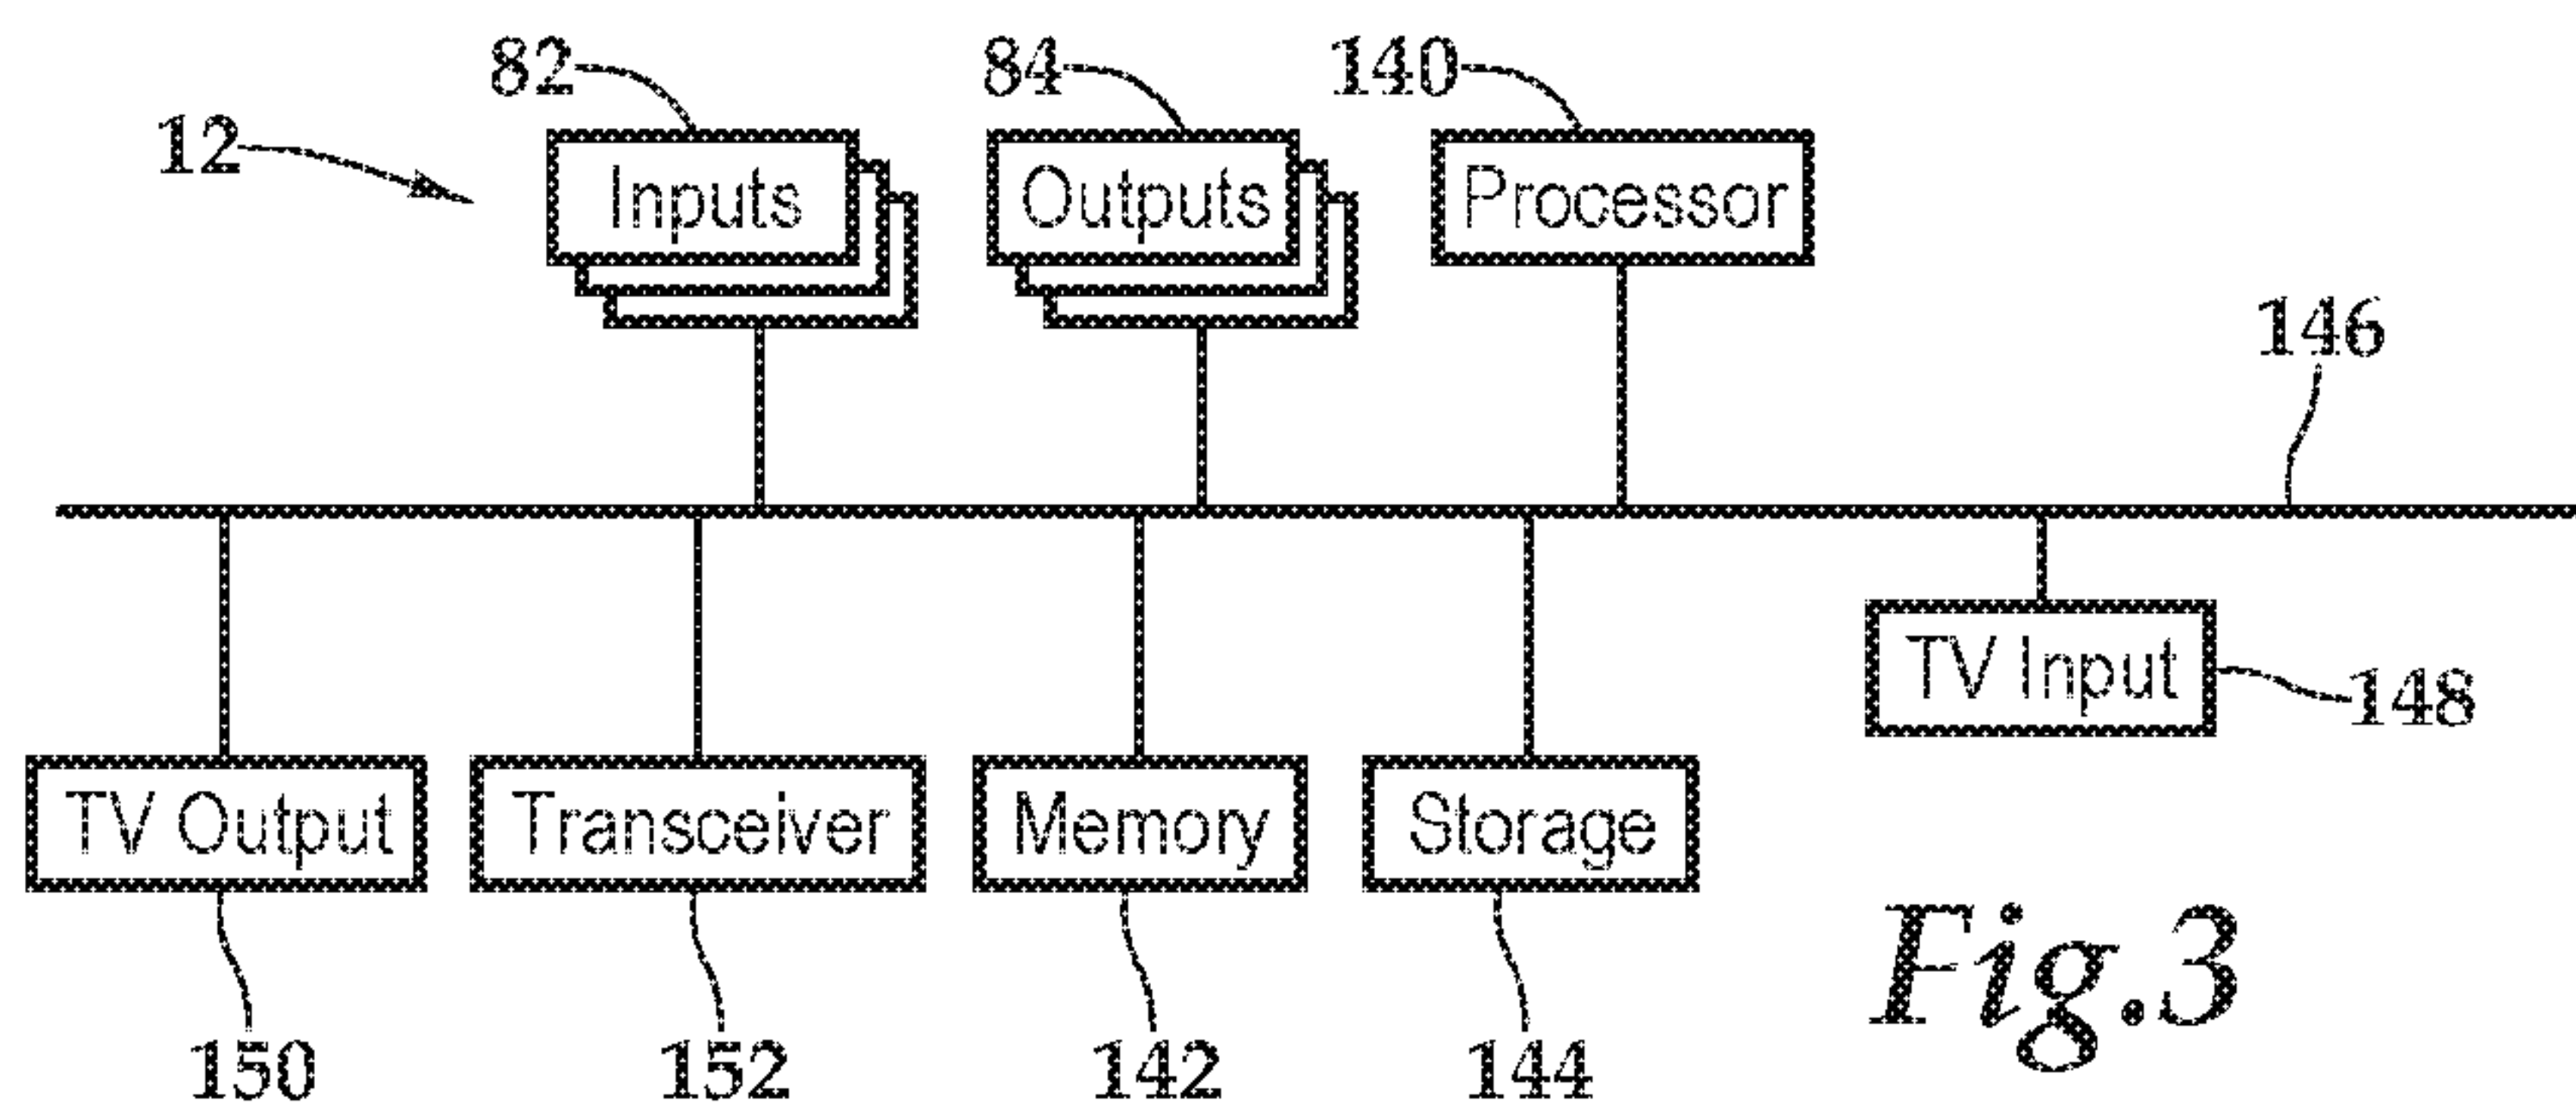 82 84 140
12
Inputs Outputs Processor
146
TV Input 148
TV Output Transceiver Memory Storage
Fig.3
150 152 142 144